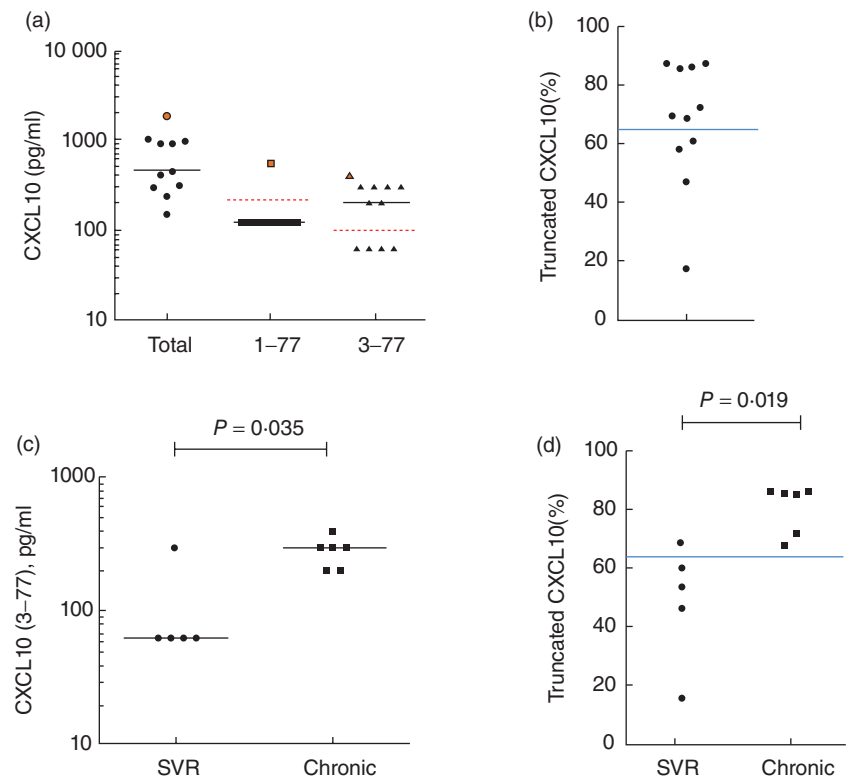 (a)
10 000
1000
100
10
CXCL10 (pg/ml)
Total 1–77 3–77
(b)
100
80
60
40
20
0
Truncated CXCL10(%)
(c)
P = 0·035
1000
100
10
CXCL10 (3–77), pg/ml
SVR Chronic
(d)
P = 0·019
100
80
60
40
20
0
Truncated CXCL10(%)
SVR Chronic